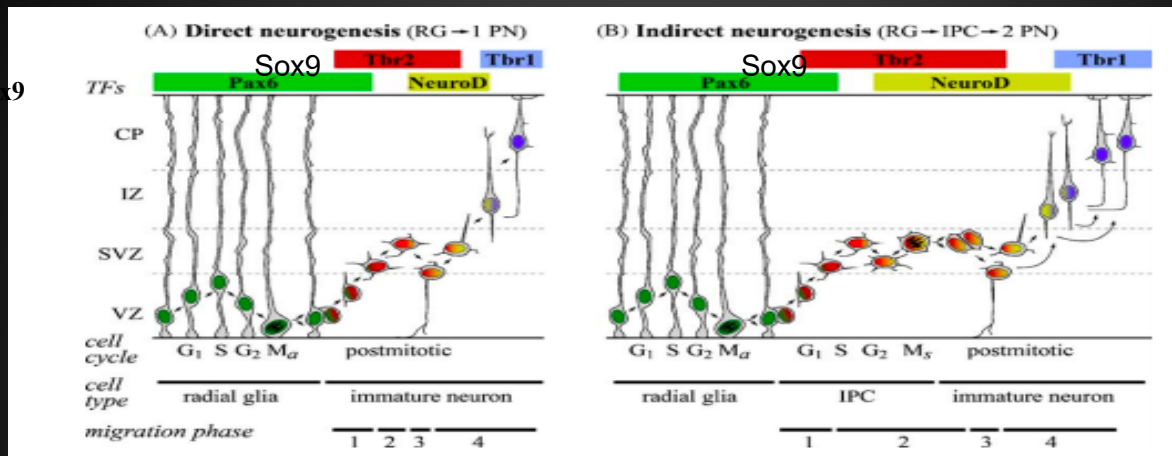 (A) Direct neurogenesis (RG→1 PN)
Sox9
Tbr2
Tbr1
TFs
Pax6
NeuroD
x9
CP
IZ
SVZ
VZ
cell cycle
G₁ S G₂ Mₐ postmitotic
cell type
radial glia immature neuron
migration phase
1 2 3 4
(B) Indirect neurogenesis (RG→IPC→2 PN)
Sox9
Tbr2
Tbr1
Pax6
NeuroD
G₁ S G₂ Mₐ G₁ S G₂ Mₛ postmitotic
radial glia IPC immature neuron
1 2 3 4